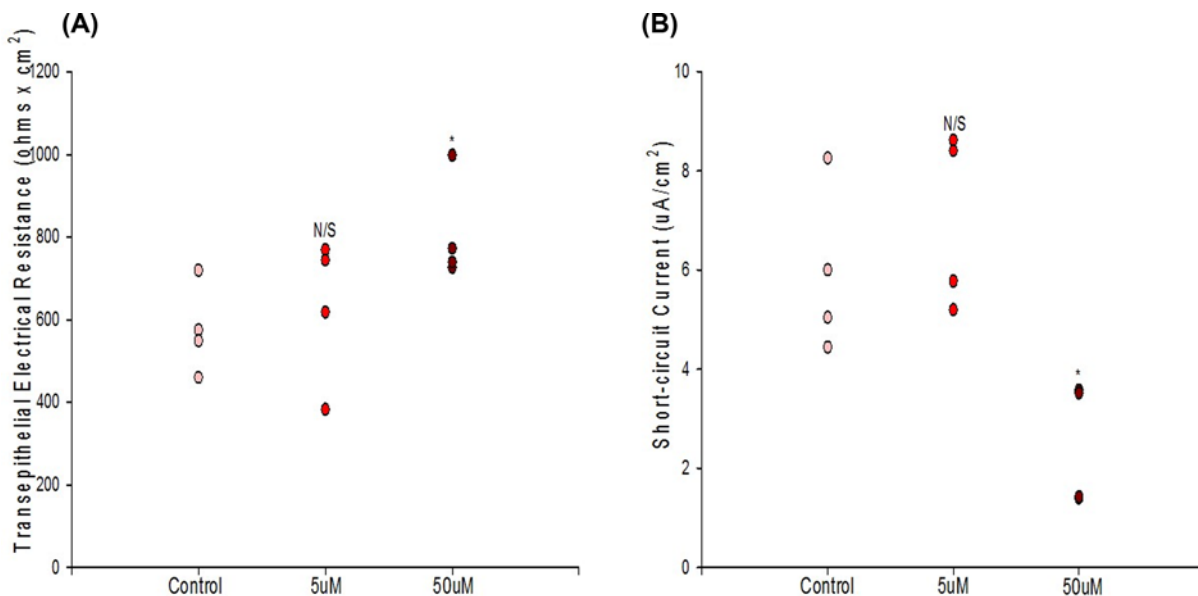 (A)
Transepithelial Electrical Resistance (ohms x cm²)
1200
1000
800
600
400
200
0
N/S
*
Control
5uM
50uM
(B)
Short-circuit Current (uA/cm²)
10
8
6
4
2
0
N/S
*
Control
5uM
50uM